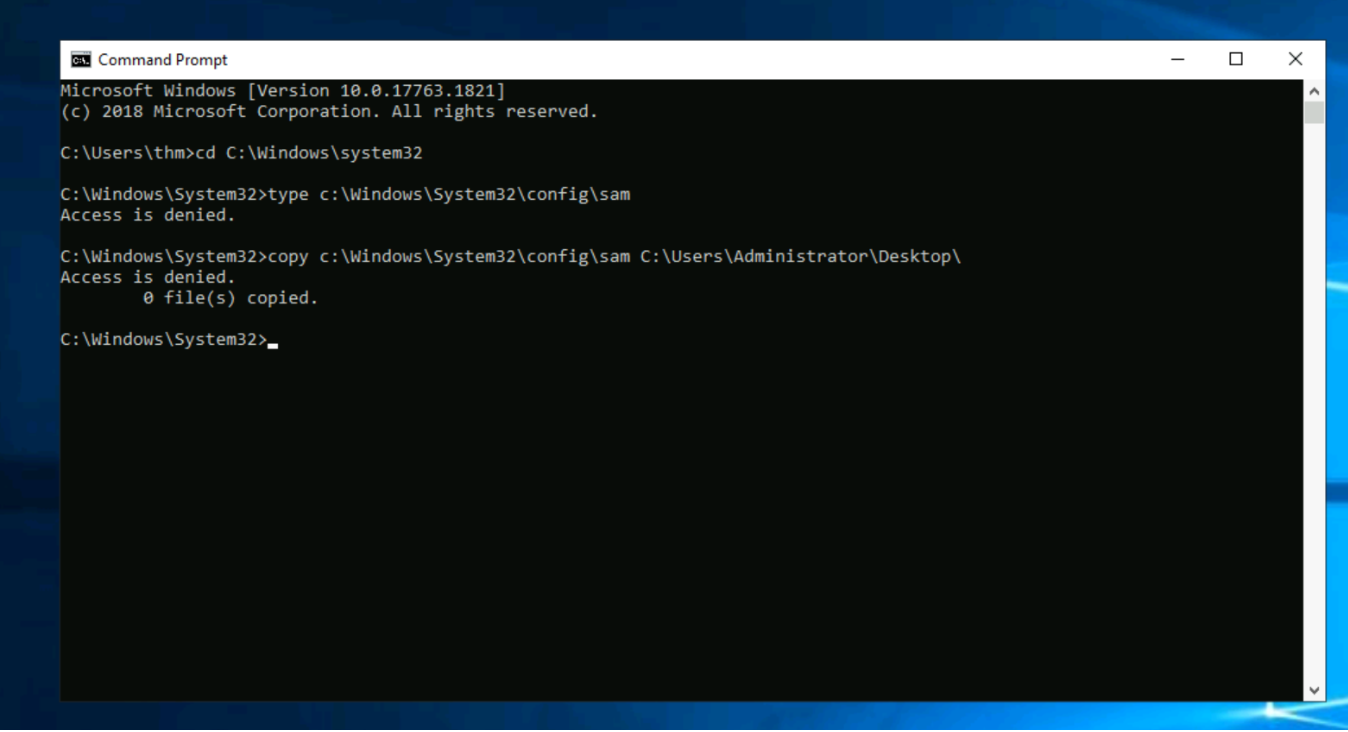 Command Prompt
Microsoft Windows [Version 10.0.17763.1821]
(c) 2018 Microsoft Corporation. All rights reserved.
C:\Users\thm>cd C:\Windows\system32
C:\Windows\System32>type c:\Windows\System32\config\sam
Access is denied.
C:\Windows\System32>copy c:\Windows\System32\config\sam C:\Users\Administrator\Desktop\
Access is denied.
        0 file(s) copied.
C:\Windows\System32>